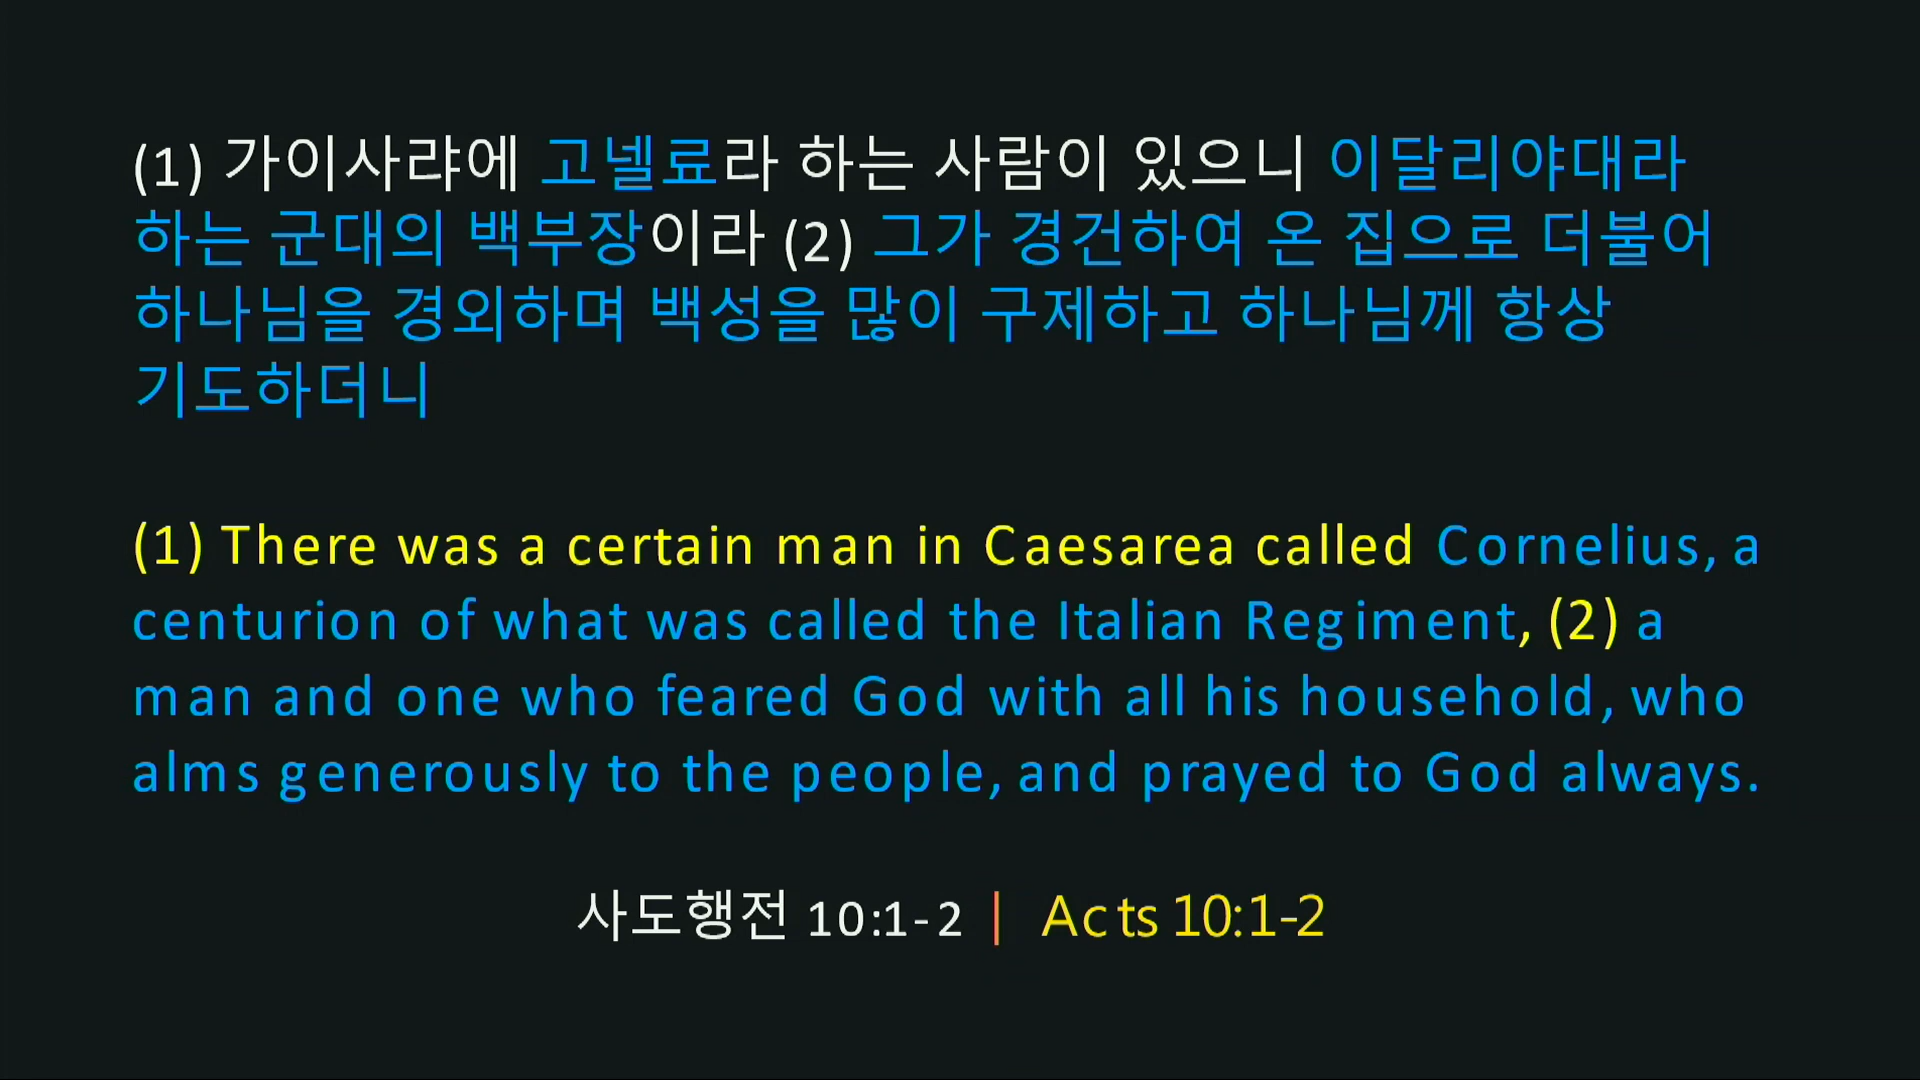 (1) 가이사랴에 고넬료라 하는 사람이 있으니 이달리야대라
하는 군대의 백부장이라 (2) 그가 경건하여 온 집으로 더불어
하나님을 경외하며 백성을 많이 구제하고 하나님께 항상
기도하더니
(1) There was a certain man in Caesarea called Cornelius, a
centurion of what was called the Italian Regiment, (2) a
man and one who feared God with all his household, who
alms generously to the people, and prayed to God always.
사도행전 10:1-2 | Acts 10:1-2